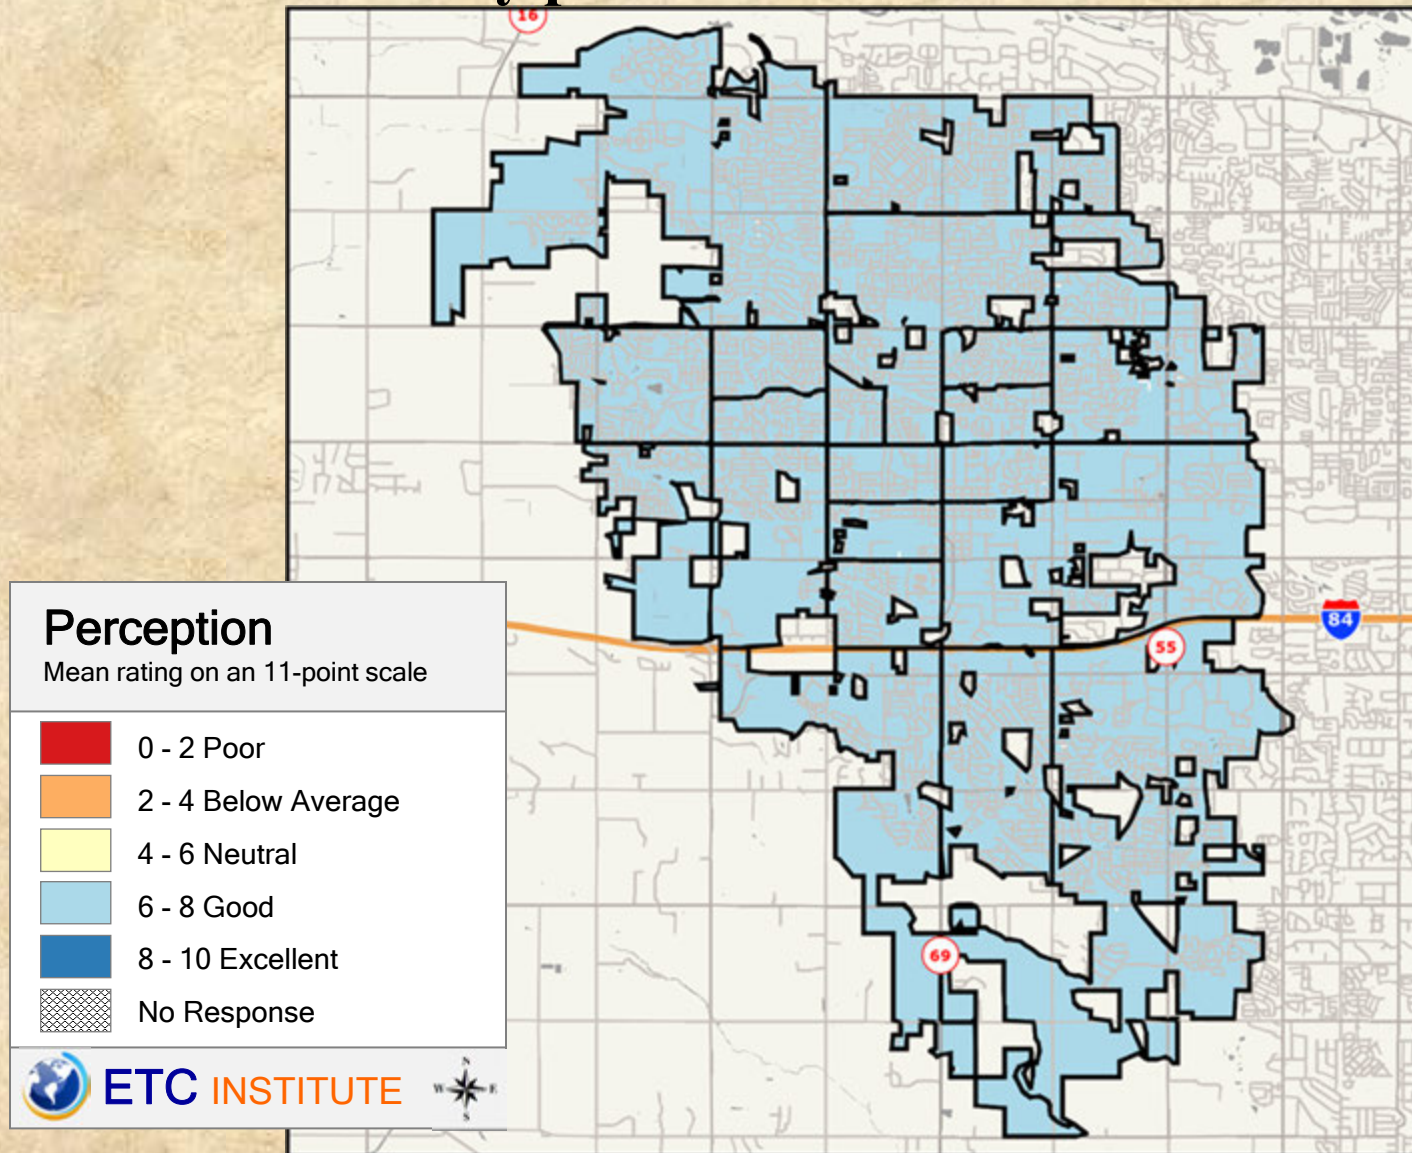 16
84
55
Perception
Mean rating on an 11-point scale
0 - 2 Poor
2 - 4 Below Average
4 - 6 Neutral
6 - 8 Good
8 - 10 Excellent
No Response
69
ETC INSTITUTE
N
W E
S